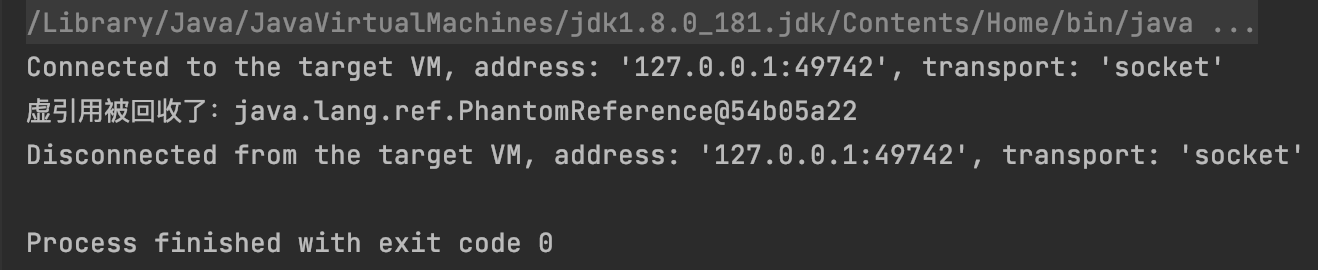 /Library/Java/JavaVirtualMachines/jdk1.8.0_181.jdk/Contents/Home/bin/java ...
Connected to the target VM, address: '127.0.0.1:49742', transport: 'socket'
虚引用被回收了：java.lang.ref.PhantomReference@54b05a22
Disconnected from the target VM, address: '127.0.0.1:49742', transport: 'socket'
Process finished with exit code 0